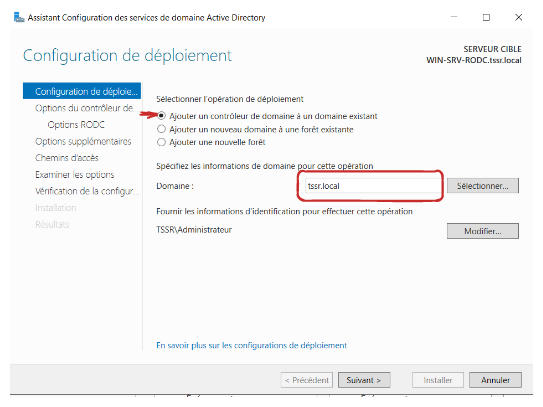 Assistant Configuration des services de domaine Active Directory
Configuration de déploiement
SERVEUR CIBLE
WIN-SRV-RODC.tssr.local
Configuration de déploie...
Options du contrôleur de...
Options RODC
Options supplémentaires
Chemins d'accès
Examiner les options
Vérification de la configur...
Installation
Résultats
Sélectionner l'opération de déploiement
Ajouter un contrôleur de domaine à un domaine existant
Ajouter un nouveau domaine à une forêt existante
Ajouter une nouvelle forêt
Spécifiez les informations de domaine pour cette opération
Domaine :
tssr.local
Sélectionner...
Fournir les informations d'identification pour effectuer cette opération
TSSR\Administrateur
Modifier...
En savoir plus sur les configurations de déploiement
< Précédent
Suivant >
Installer
Annuler